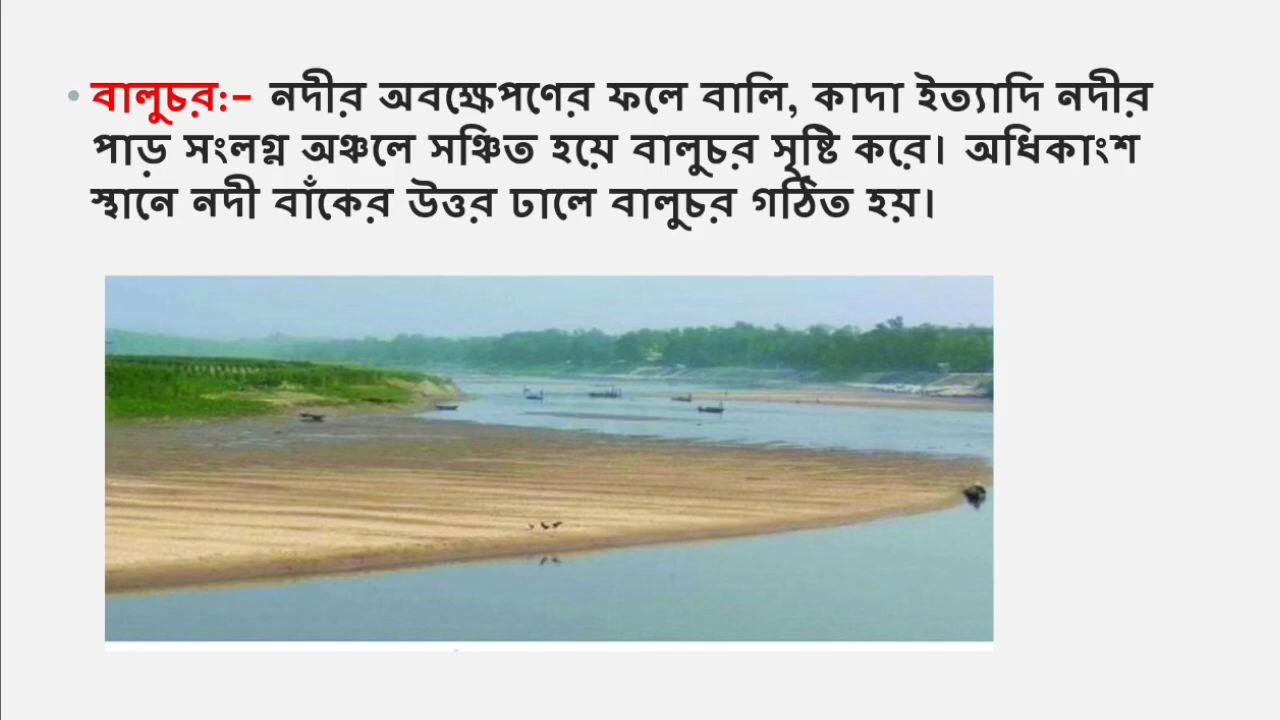 বালুচর:– নদীর অবক্ষেপণের ফলে বালি, কাদা ইত্যাদি নদীর
পাড় সংলগ্ন অঞ্চলে সঞ্চিত হয়ে বালুচর সৃষ্টি করে। অধিকাংশ
স্থানে নদী বাঁকের উত্তর ঢালে বালুচর গঠিত হয়।